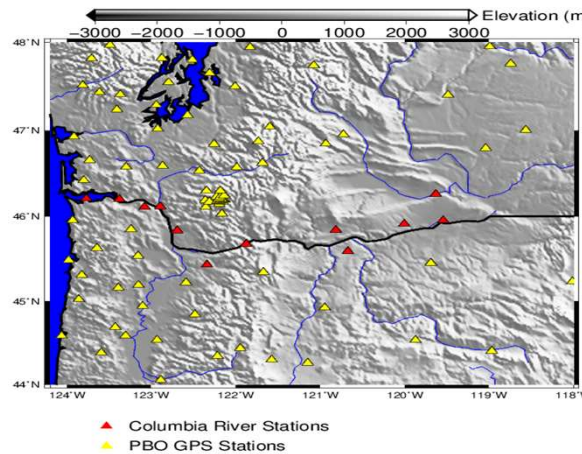 −3000 −2000 −1000 0 1000 2000 3000 Elevation (m
48°N
47°N
46°N
45°N
44°N
124°W 123°W 122°W 121°W 120°W 119°W 118°W
Columbia River Stations
PBO GPS Stations